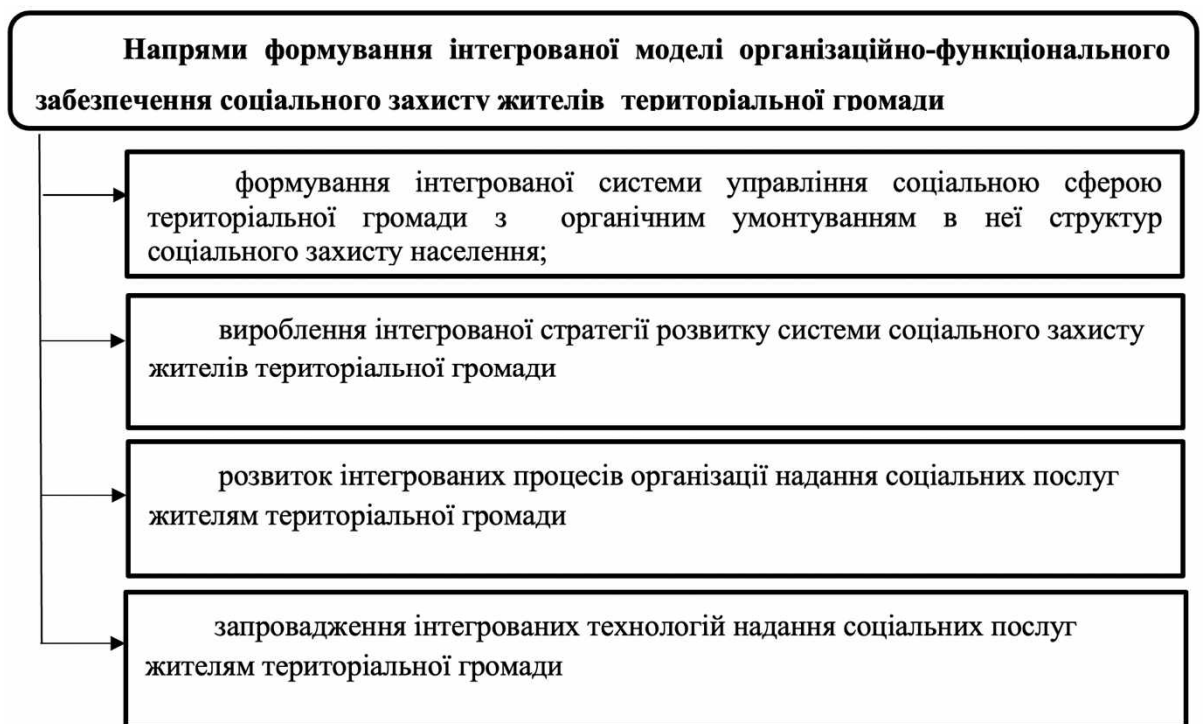 Напрями формування інтегрованої моделі організаційно-функціонального
забезпечення соціального захисту жителів територіальної громади
формування інтегрованої системи управління соціальною сферою
територіальної громади з органічним умонтуванням в неї структур
соціального захисту населення;
вироблення інтегрованої стратегії розвитку системи соціального захисту
жителів територіальної громади
розвиток інтегрованих процесів організації надання соціальних послуг
жителям територіальної громади
запровадження інтегрованих технологій надання соціальних послуг
жителям територіальної громади